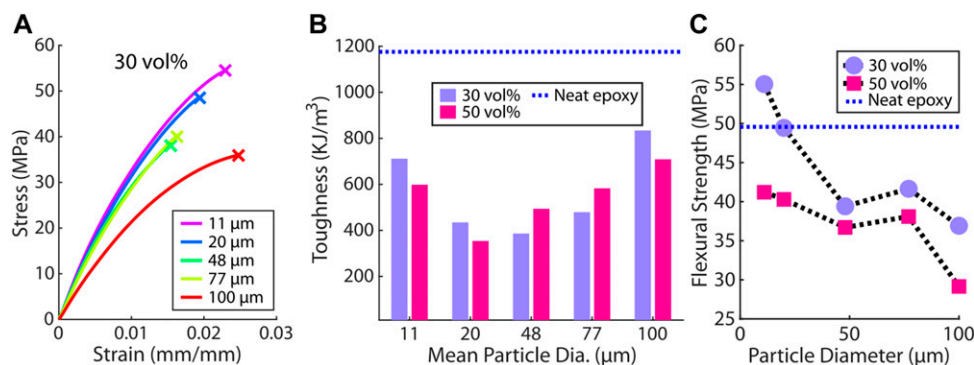 A
30 vol%
60
50
40
30
20
10
0
Stress (MPa)
0
0.01
0.02
0.03
Strain (mm/mm)
11 μm
20 μm
48 μm
77 μm
100 μm
B
1200
1000
800
600
400
200
Toughness (KJ/m³)
30 vol%
50 vol%
Neat epoxy
11
20
48
77
100
Mean Particle Dia. (μm)
C
30 vol%
50 vol%
Neat epoxy
60
55
50
45
40
35
30
25
Flexural Strength (MPa)
0
50
100
Particle Diameter (μm)